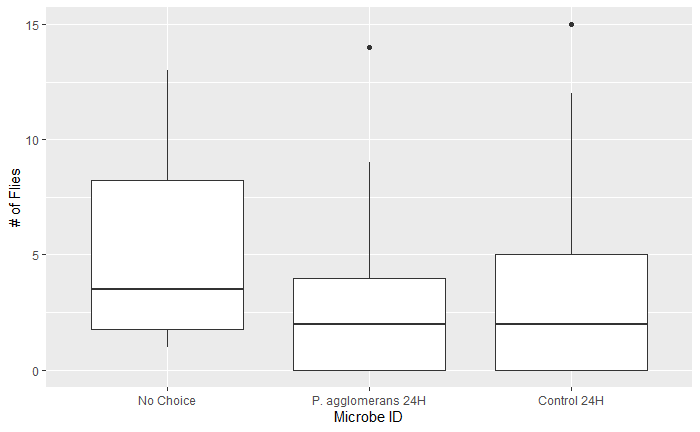 15
10
5
0
# of Flies
No Choice
P. agglomerans 24H
Control 24H
Microbe ID